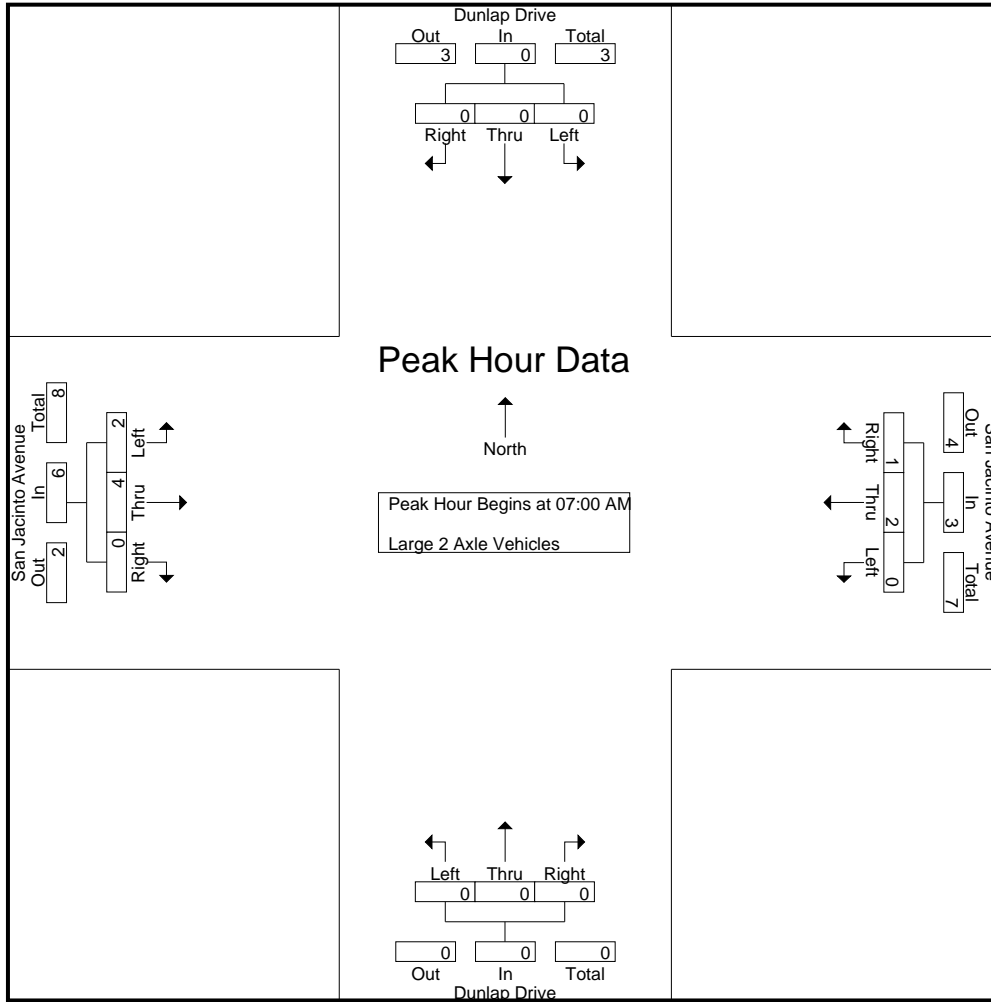 Dunlap Drive
Out In Total
3 0 3
0 0 0
Right Thru Left
Peak Hour Data
North
Peak Hour Begins at 07:00 AM
Large 2 Axle Vehicles
San Jacinto Avenue
Total In Out
8 6 2
2 4 0
Left Thru Right
San Jacinto Avenue
Out In Total
4 3 7
1 2 0
Right Thru Left
Left Thru Right
0 0 0
0 0 0
Out In Total
Dunlap Drive